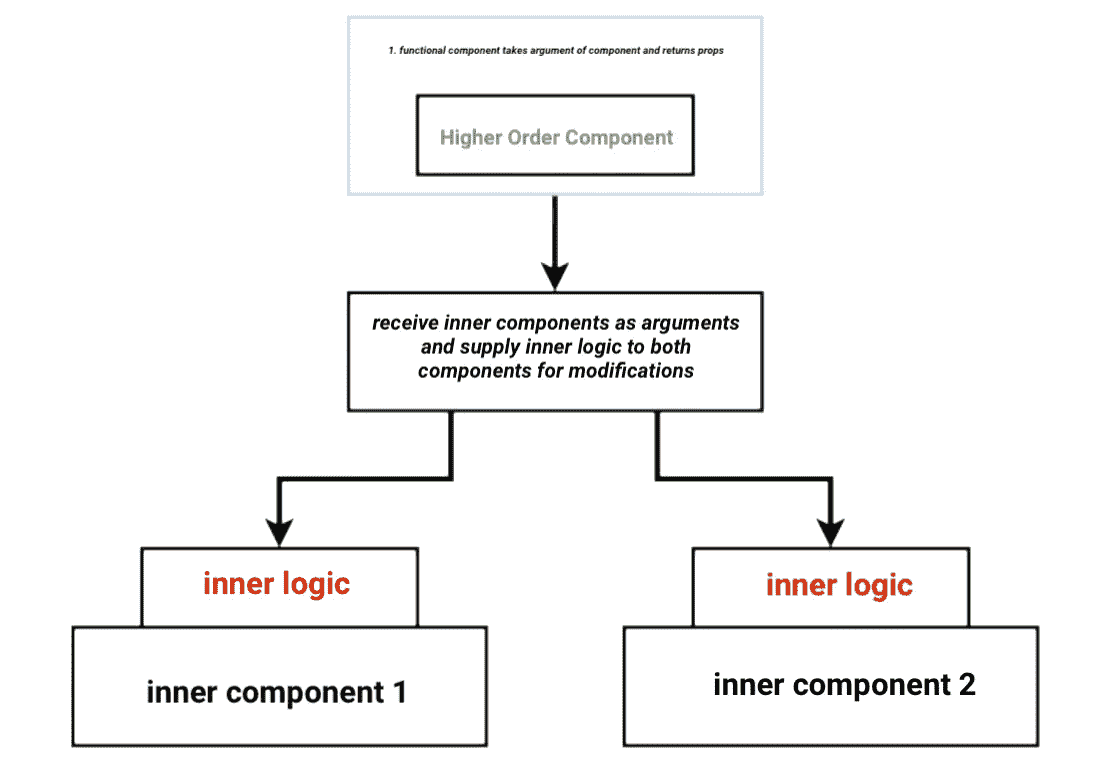 1. functional component takes argument of component and returns props
Higher Order Component
receive inner components as arguments
and supply inner logic to both
components for modifications
inner logic
inner component 1
inner logic
inner component 2